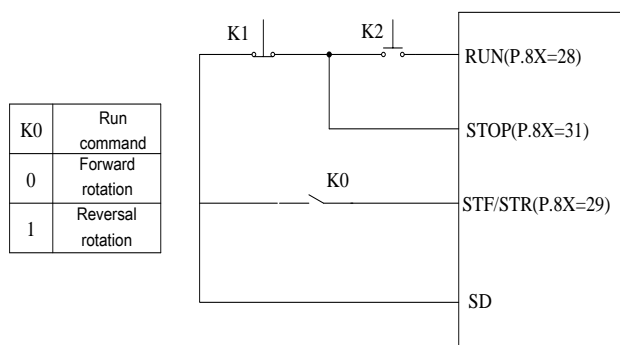 K1
K2
RUN(P.8X=28)
STOP(P.8X=31)
K0
STF/STR(P.8X=29)
SD
K0
Run
command
0
Forward
rotation
1
Reversal
rotation